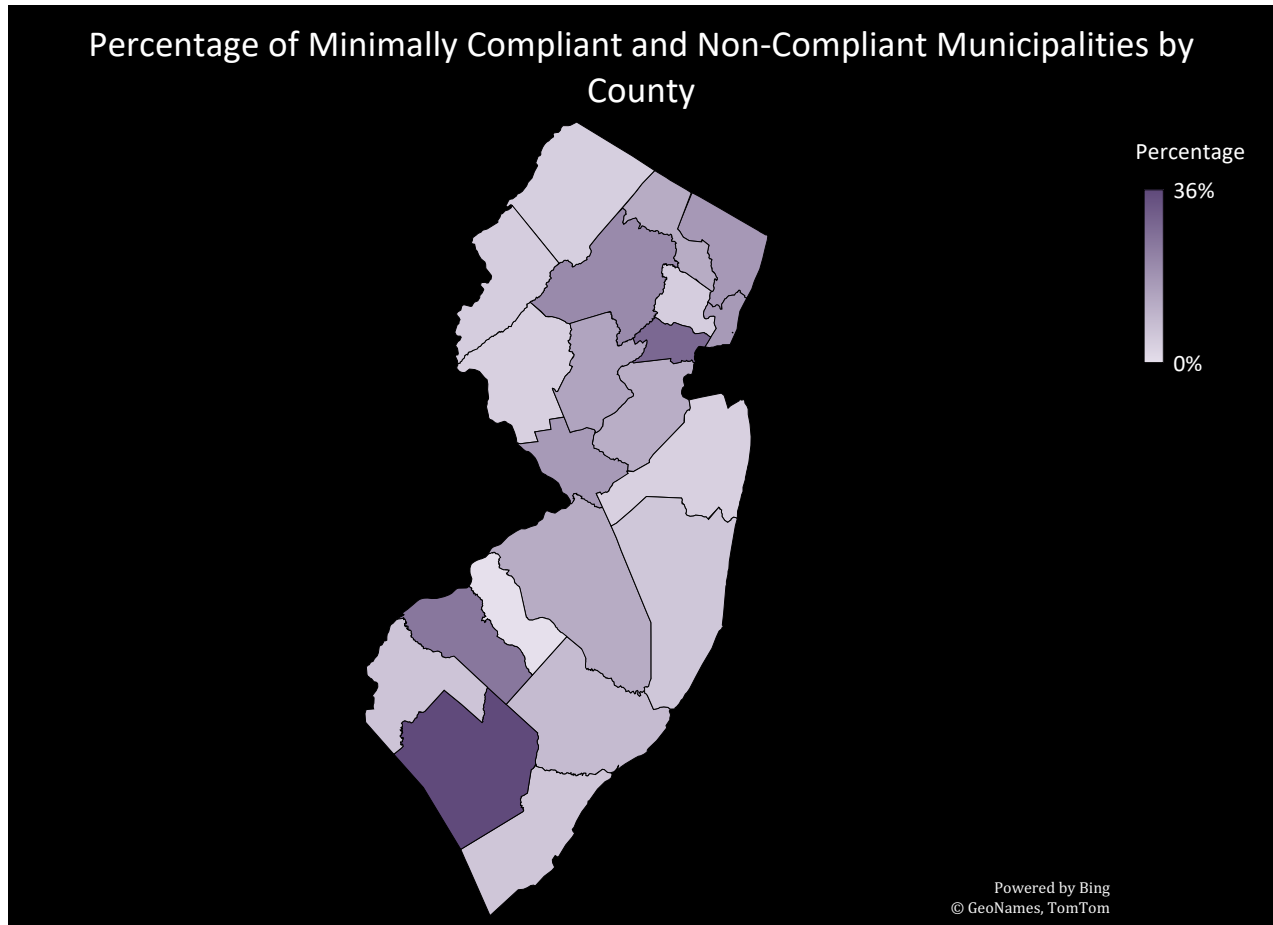 Percentage of Minimally Compliant and Non-Compliant Municipalities by
County
Percentage
36%
0%
Powered by Bing
© GeoNames, TomTom